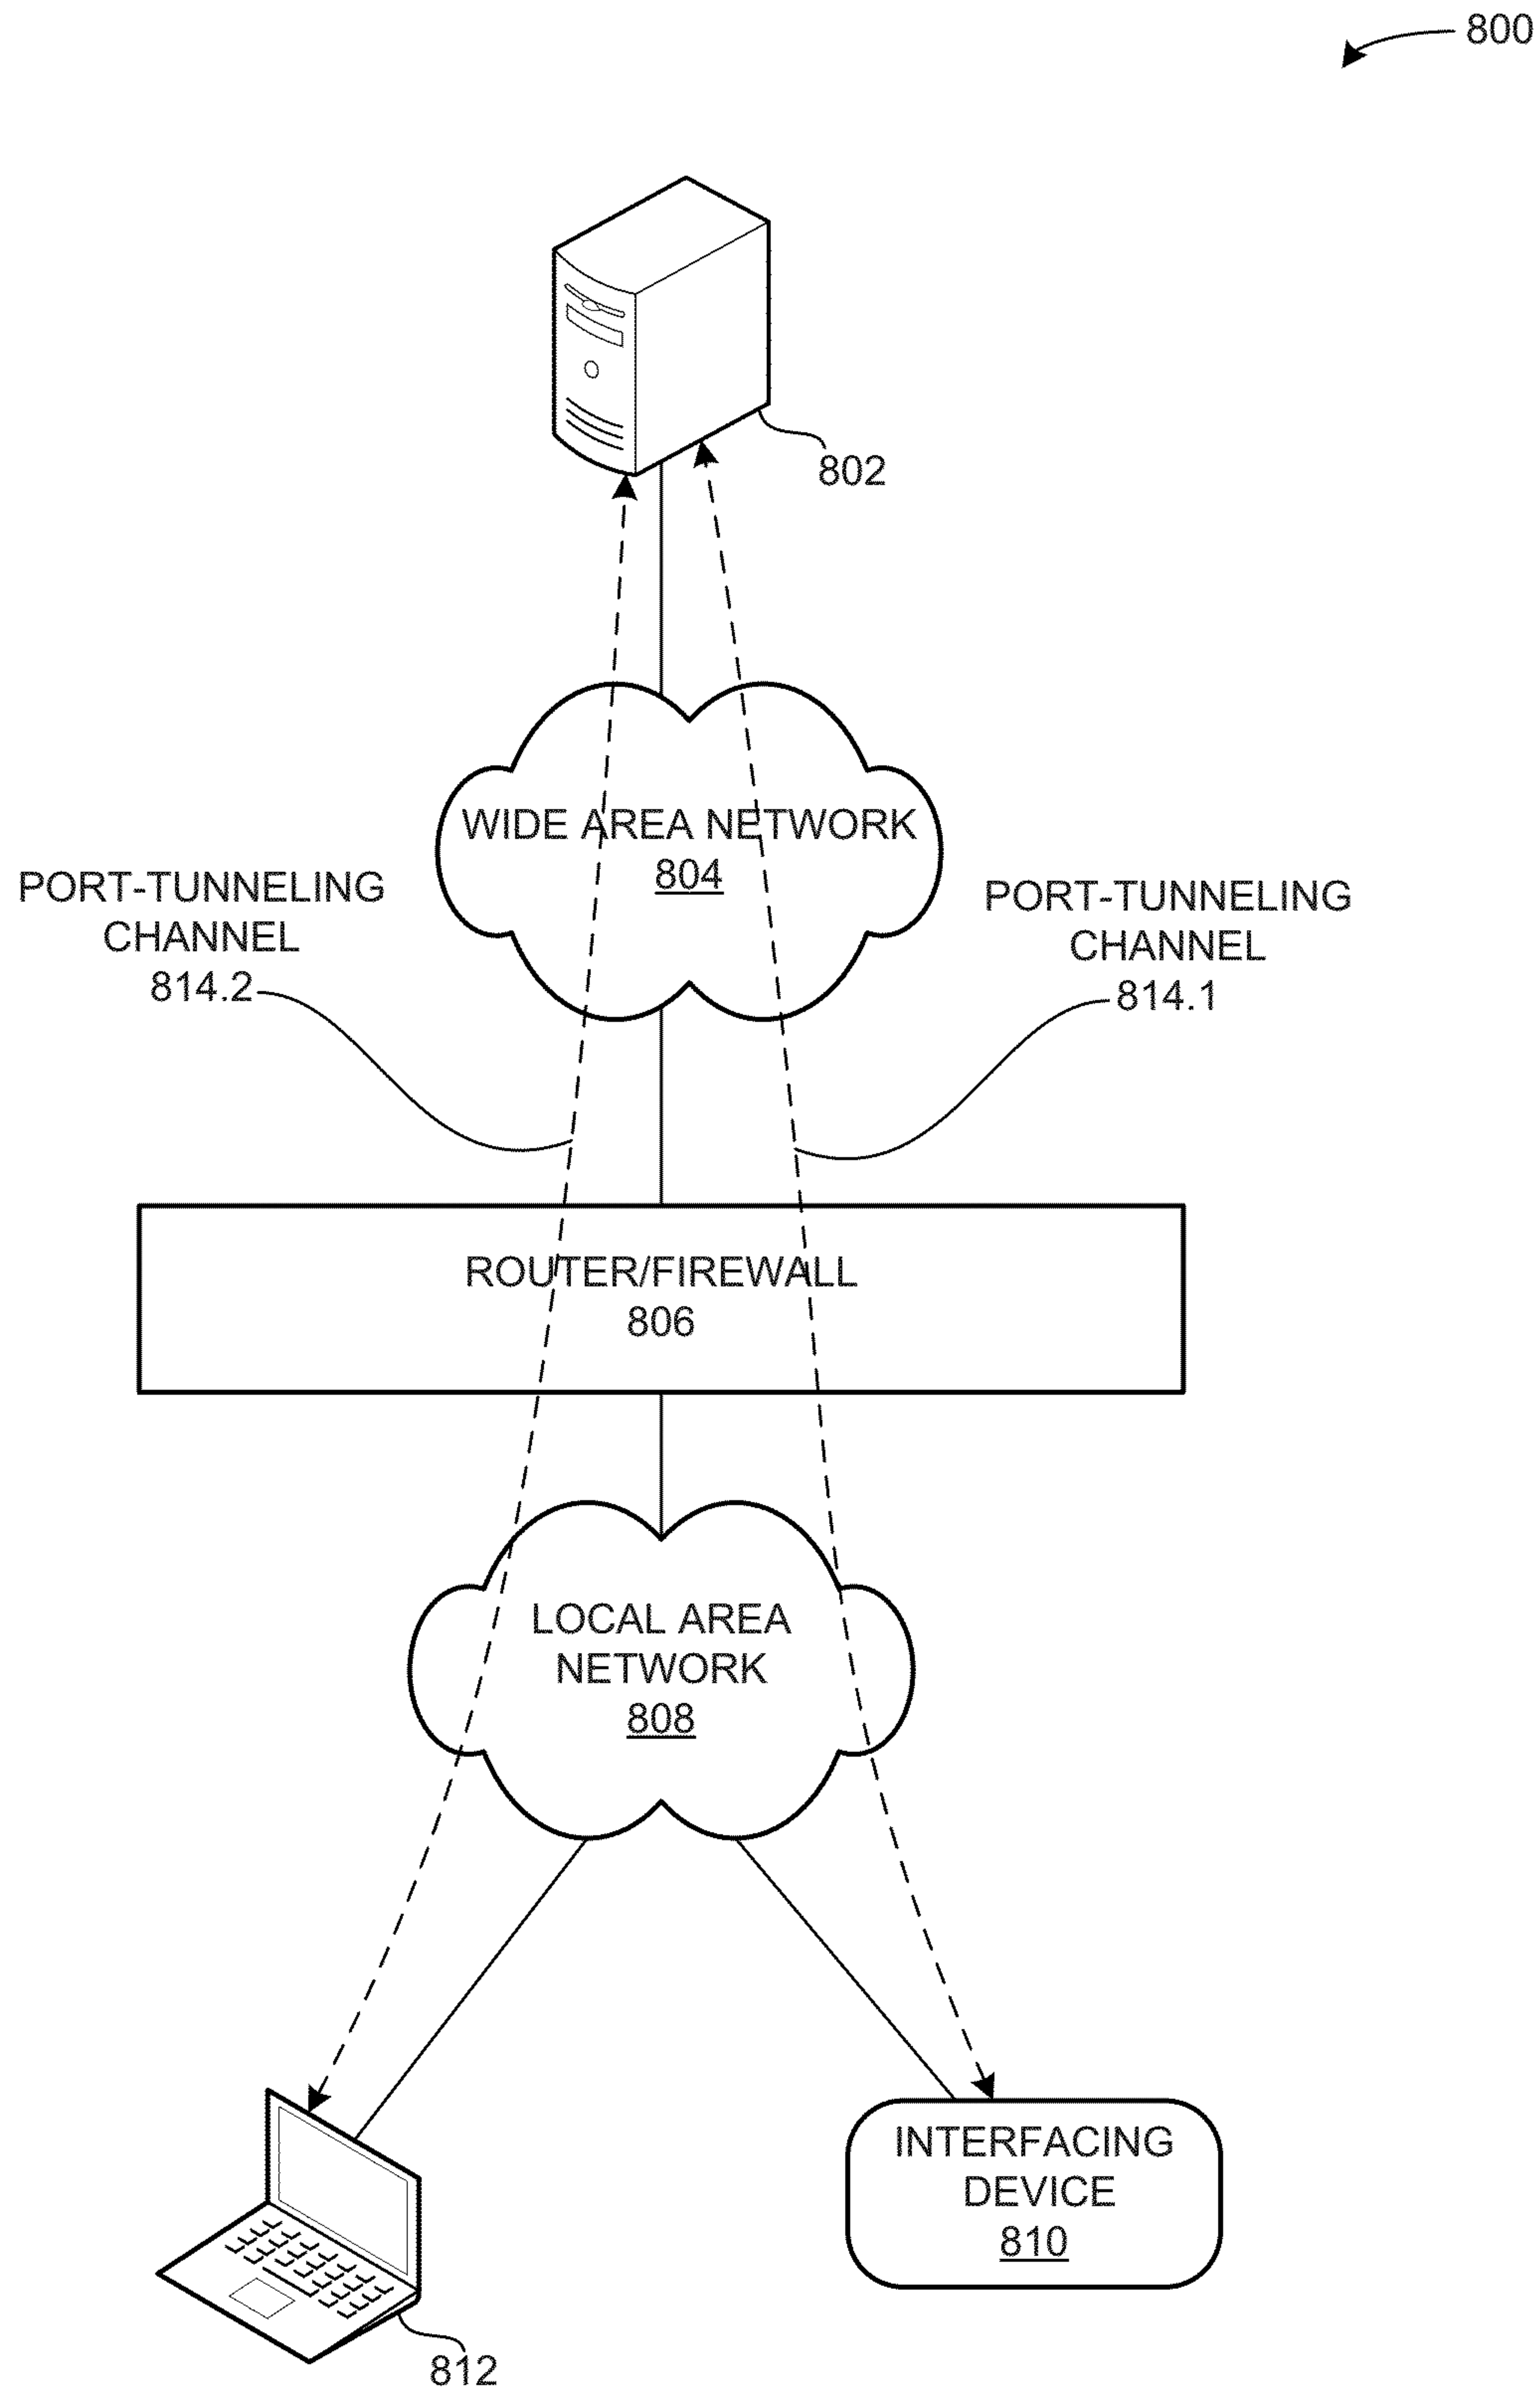 800
802
WIDE AREA NETWORK
804
PORT-TUNNELING
CHANNEL
814.2
PORT-TUNNELING
CHANNEL
814.1
ROUTER/FIREWALL
806
LOCAL AREA
NETWORK
808
INTERFACING
DEVICE
810
812